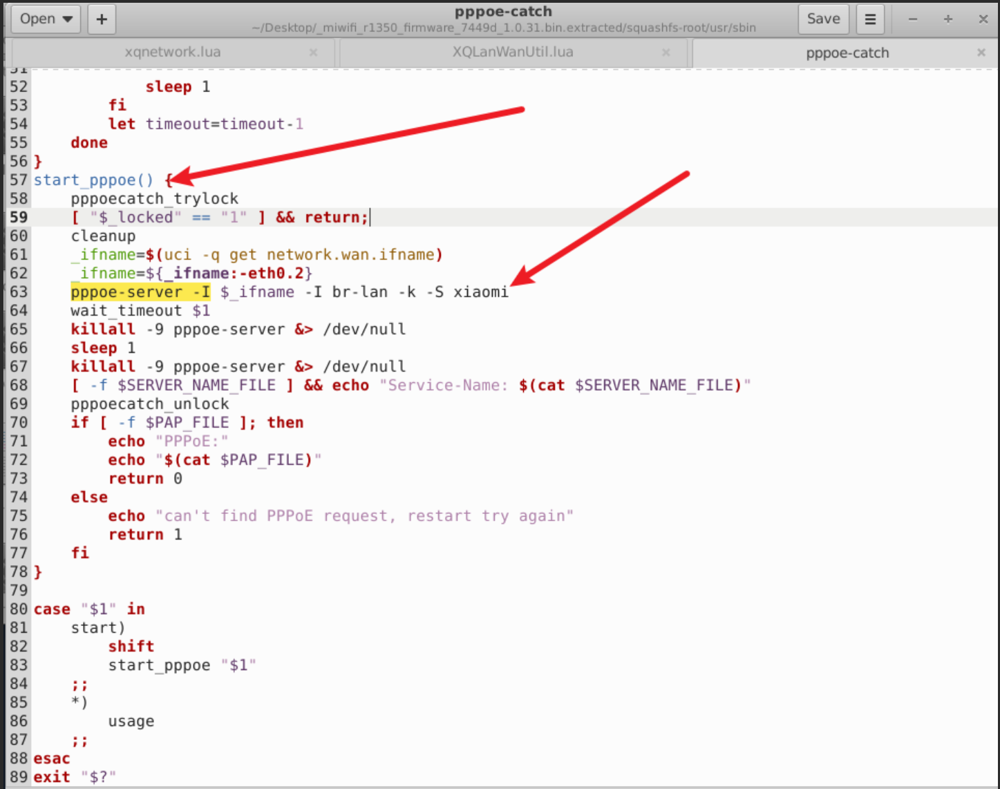 Open
+
pppoe-catch
~/Desktop/_miwifi_r1350_firmware_7449d_1.0.31.bin.extracted/squashfs-root/usr/sbin
Save
xqnetwork.lua
XQLanWanUtil.lua
pppoe-catch
51
52 sleep 1
53 fi
54 let timeout=timeout-1
55 done
56 }
57 start_pppoe() {
58 pppoecatch_trylock
59 [ "$_locked" == "1" ] && return;
60 cleanup
61 _ifname=$(uci -q get network.wan.ifname)
62 _ifname=${_ifname:-eth0.2}
63 pppoe-server -I $_ifname -I br-lan -k -S xiaomi
64 wait_timeout $1
65 killall -9 pppoe-server &> /dev/null
66 sleep 1
67 killall -9 pppoe-server &> /dev/null
68 [ -f $SERVER_NAME_FILE ] && echo "Service-Name: $(cat $SERVER_NAME_FILE)"
69 pppoecatch_unlock
70 if [ -f $PAP_FILE ]; then
71 echo "PPPoE:"
72 echo "$(cat $PAP_FILE)"
73 return 0
74 else
75 echo "can't find PPPoE request, restart try again"
76 return 1
77 fi
78 }
79
80 case "$1" in
81 start)
82 shift
83 start_pppoe "$1"
84 ;;
85 *)
86 usage
87 ;;
88 esac
89 exit "$?"